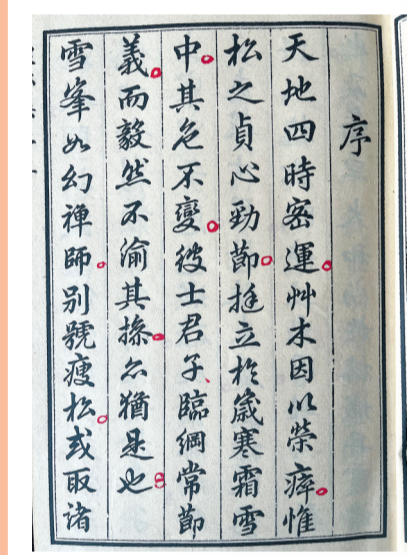 序
天地四時密運艸木因以榮瘁惟
松之貞心勁節挺立於歲寒霜雪
中其色不變彼士君子臨綱常節
義而毅然不渝其操亦猶是也
雪峯如幻禪師別號瘦松或取諸